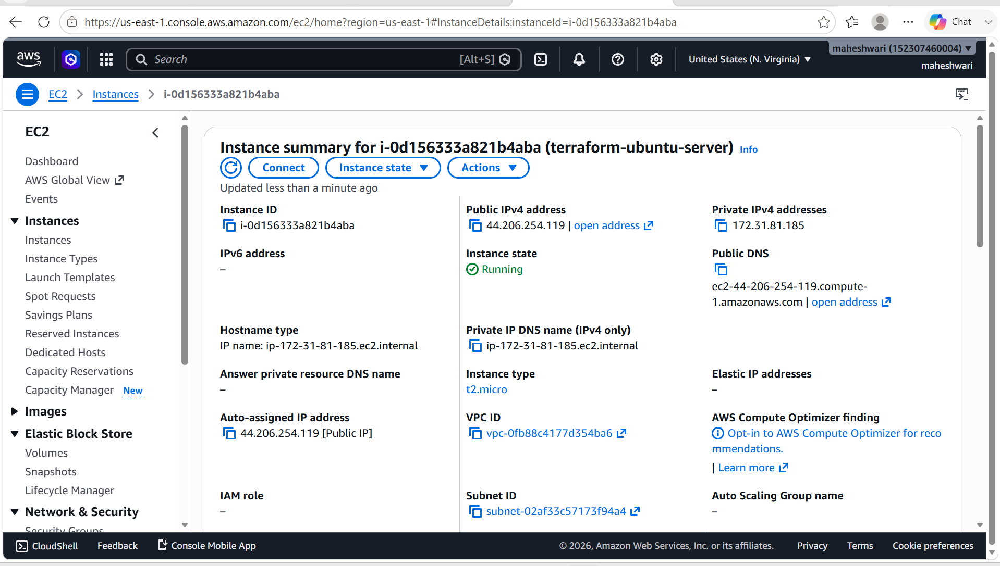 https://us-east-1.console.aws.amazon.com/ec2/home?region=us-east-1#InstanceDetails:instanceId=i-0d156333a821b4aba
Chat
aws
Search
[Alt+S]
United States (N. Virginia)
maheshwari (152307460004)
maheshwari
EC2
Instances
i-0d156333a821b4aba
EC2
Dashboard
AWS Global View
Events
Instances
Instances
Instance Types
Launch Templates
Spot Requests
Savings Plans
Reserved Instances
Dedicated Hosts
Capacity Reservations
Capacity Manager New
Images
Elastic Block Store
Volumes
Snapshots
Lifecycle Manager
Network & Security
Security Groups
Instance summary for i-0d156333a821b4aba (terraform-ubuntu-server) Info
Connect
Instance state
Actions
Updated less than a minute ago
Instance ID
i-0d156333a821b4aba
Public IPv4 address
44.206.254.119 | open address
Private IPv4 addresses
172.31.81.185
IPv6 address
–
Instance state
Running
Public DNS
ec2-44-206-254-119.compute-
1.amazonaws.com | open address
Hostname type
IP name: ip-172-31-81-185.ec2.internal
Private IP DNS name (IPv4 only)
ip-172-31-81-185.ec2.internal
Answer private resource DNS name
–
Instance type
t2.micro
Elastic IP addresses
–
Auto-assigned IP address
44.206.254.119 [Public IP]
VPC ID
vpc-0fb88c4177d354ba6
AWS Compute Optimizer finding
Opt-in to AWS Compute Optimizer for reco
mmendations.
| Learn more
IAM role
–
Subnet ID
subnet-02af33c57173f94a4
Auto Scaling Group name
–
CloudShell
Feedback
Console Mobile App
© 2026, Amazon Web Services, Inc. or its affiliates.
Privacy
Terms
Cookie preferences